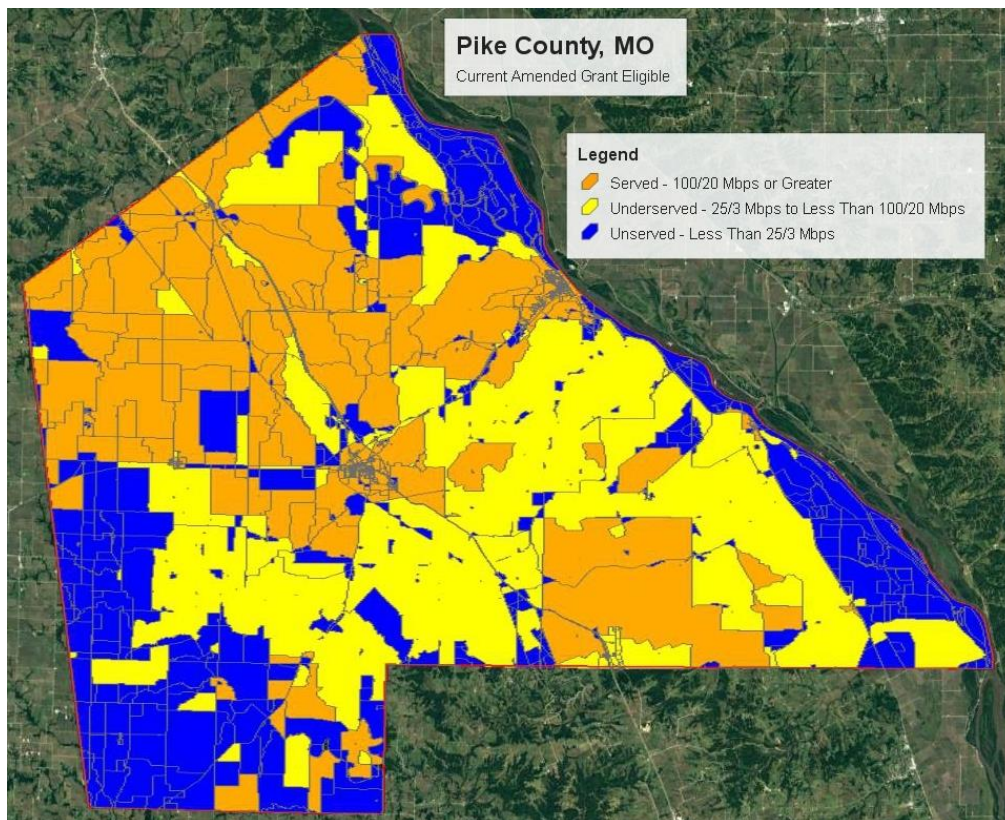 Pike County, MO
Current Amended Grant Eligible
Legend
Served - 100/20 Mbps or Greater
Underserved - 25/3 Mbps to Less Than 100/20 Mbps
Unserved - Less Than 25/3 Mbps